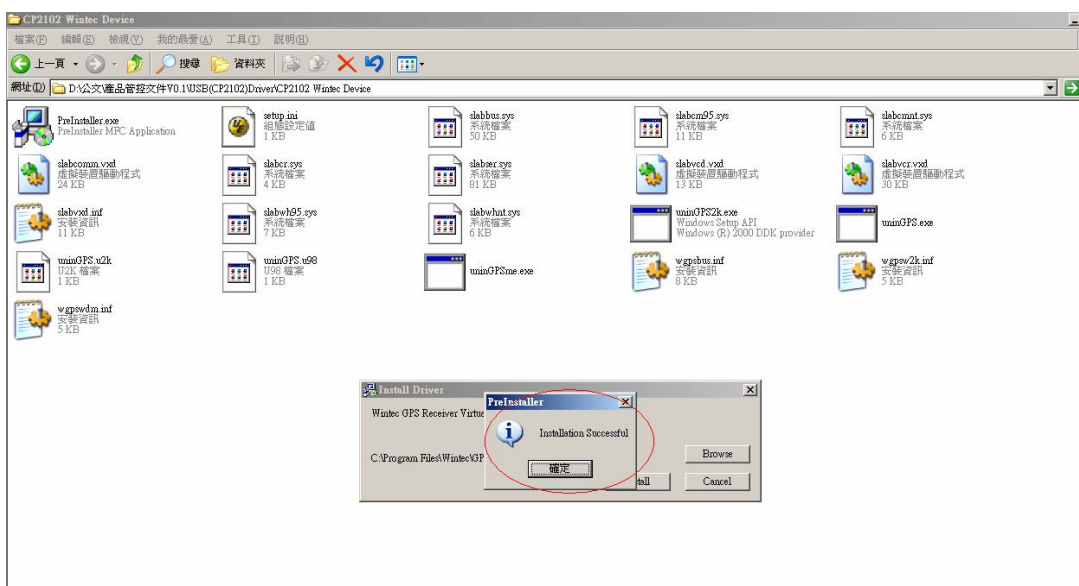 CP2102 Wintec Device
檔案(F) 編輯(E) 檢視(V) 我的最愛(A) 工具(T) 說明(H)
上一頁 搜尋 資料夾
網址(D) D:\公文\產品管控文件V0.1\USB(CP2102)Driver\CP2102 Wintec Device
PreInstaller.exe
PreInstaller MFC Application
setup.ini
組態設定值
1 KB
slabbus.sys
系統檔案
50 KB
slabcm95.sys
系統檔案
11 KB
slabcmnt.sys
系統檔案
6 KB
slabcomm.vxd
虛擬裝置驅動程式
24 KB
slabcr.sys
系統檔案
4 KB
slabser.sys
系統檔案
81 KB
slabvcd.vxd
虛擬裝置驅動程式
13 KB
slabvcr.vxd
虛擬裝置驅動程式
30 KB
slabvxd.inf
安裝資訊
11 KB
slabwh95.sys
系統檔案
7 KB
slabwhnt.sys
系統檔案
6 KB
uninGPS2k.exe
Windows Setup API
Windows (R) 2000 DDK provider
uninGPS.exe
uninGPS.u2k
U2K 檔案
1 KB
uninGPS.u98
U98 檔案
1 KB
uninGPSme.exe
wgpsbus.inf
安裝資訊
8 KB
wgpsw2k.inf
安裝資訊
5 KB
wgpswdm.inf
安裝資訊
5 KB
Install Driver
Wintec GPS Receiver Virtu
PreInstaller
Installation Successful
確定
C:\Program Files\Wintec\GP
Browse
tall
Cancel